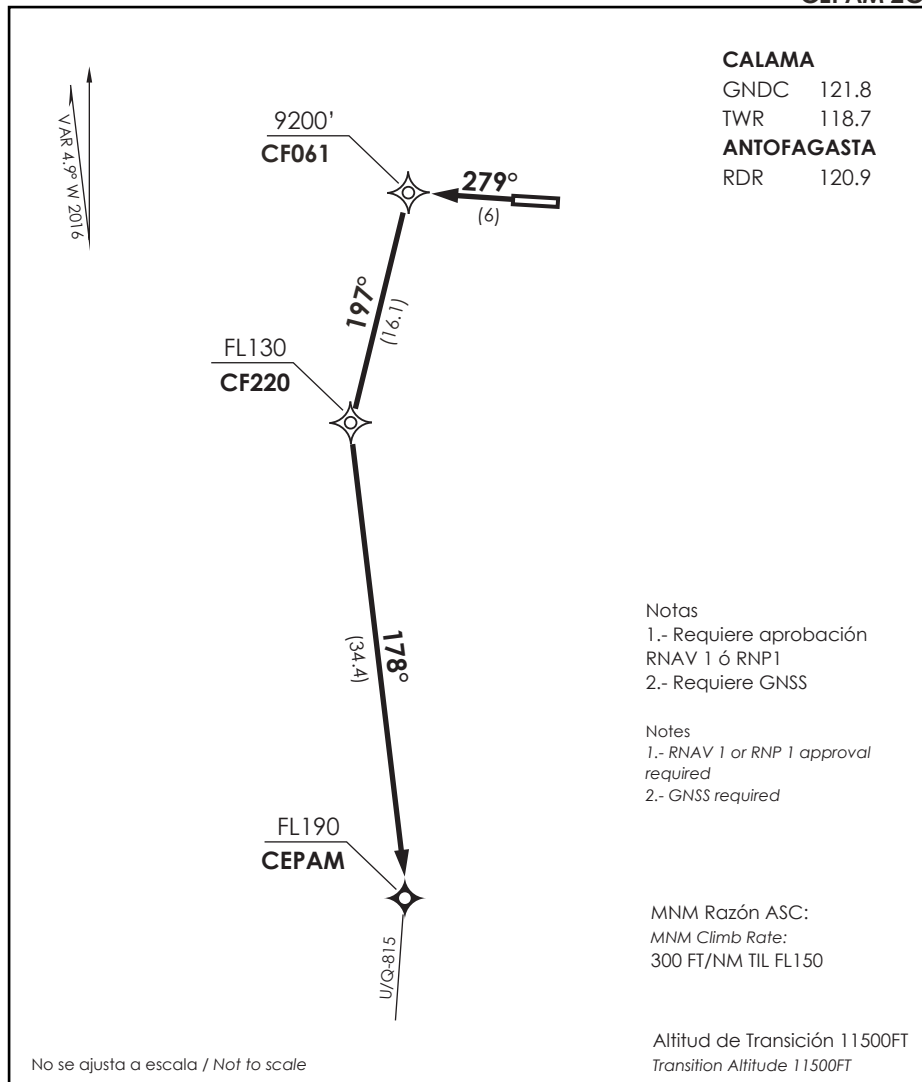 CALAMA
GNDC 121.8
TWR 118.7
ANTOFAGASTA
RDR 120.9
VAR 4.9° W 2016
9200'
CF061
279°
(6)
197°
(16.1)
FL130
CF220
178°
(34.4)
Notas
1.- Requiere aprobación
RNAV 1 ó RNP1
2.- Requiere GNSS
Notes
1.- RNAV 1 or RNP 1 approval
required
2.- GNSS required
FL190
CEPAM
U/Q-815
MNM Razón ASC:
MNM Climb Rate:
300 FT/NM TIL FL150
Altitud de Transición 11500FT
Transition Altitude 11500FT
No se ajusta a escala / Not to scale